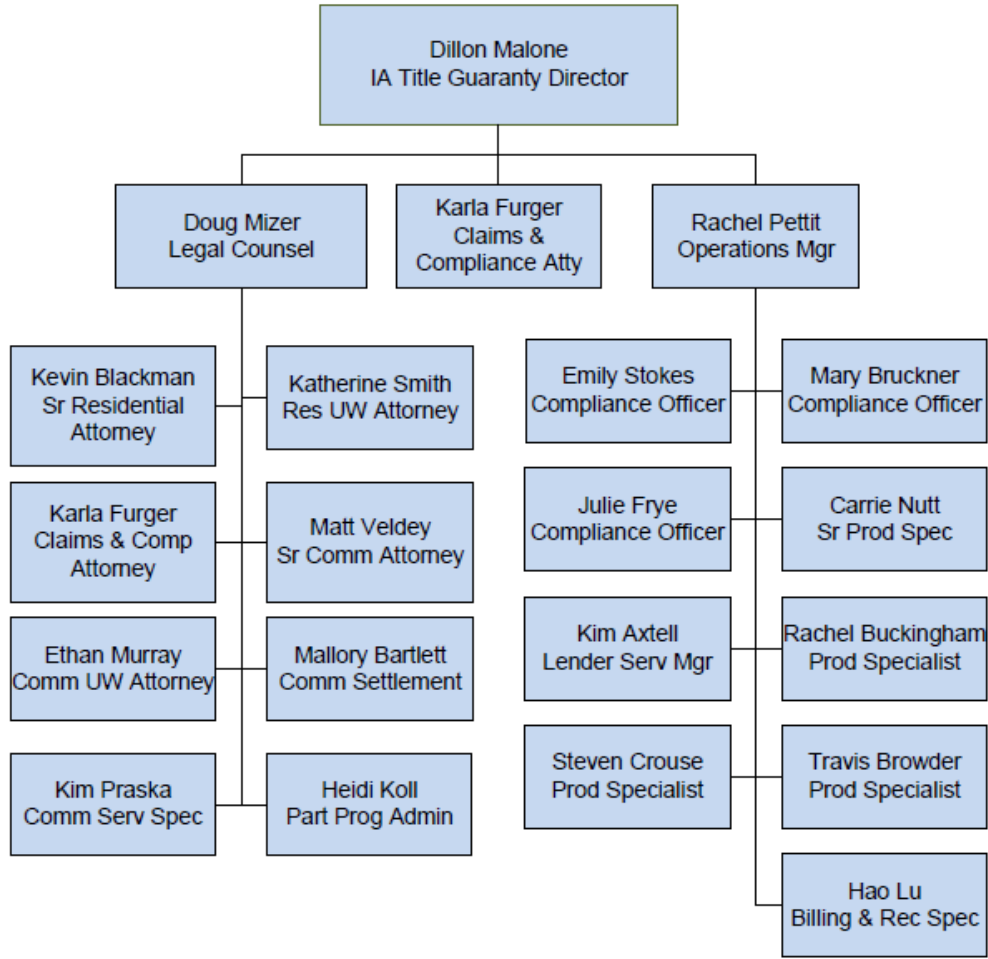 Dillon Malone
IA Title Guaranty Director
Doug Mizer
Legal Counsel
Karla Furger
Claims &
Compliance Atty
Rachel Pettit
Operations Mgr
Kevin Blackman
Sr Residential
Attorney
Katherine Smith
Res UW Attorney
Karla Furger
Claims & Comp
Attorney
Matt Veldey
Sr Comm Attorney
Ethan Murray
Comm UW Attorney
Mallory Bartlett
Comm Settlement
Kim Praska
Comm Serv Spec
Heidi Koll
Part Prog Admin
Emily Stokes
Compliance Officer
Mary Bruckner
Compliance Officer
Julie Frye
Compliance Officer
Carrie Nutt
Sr Prod Spec
Kim Axtell
Lender Serv Mgr
Rachel Buckingham
Prod Specialist
Steven Crouse
Prod Specialist
Travis Browder
Prod Specialist
Hao Lu
Billing & Rec Spec